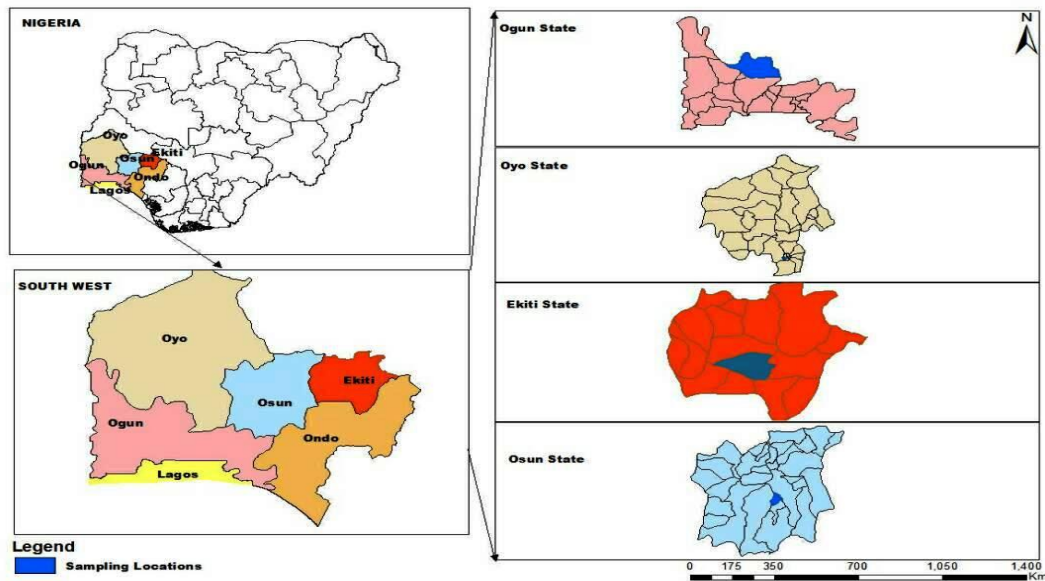 NIGERIA
Oyo
Osun
Ekiti
Ogun
Ondo
Lagos
SOUTH WEST
Oyo
Ekiti
Osun
Ogun
Ondo
Lagos
Legend
Sampling Locations
Ogun State
N
Oyo State
Ekiti State
Osun State
0 175 350 700 1,050 1,400
Km